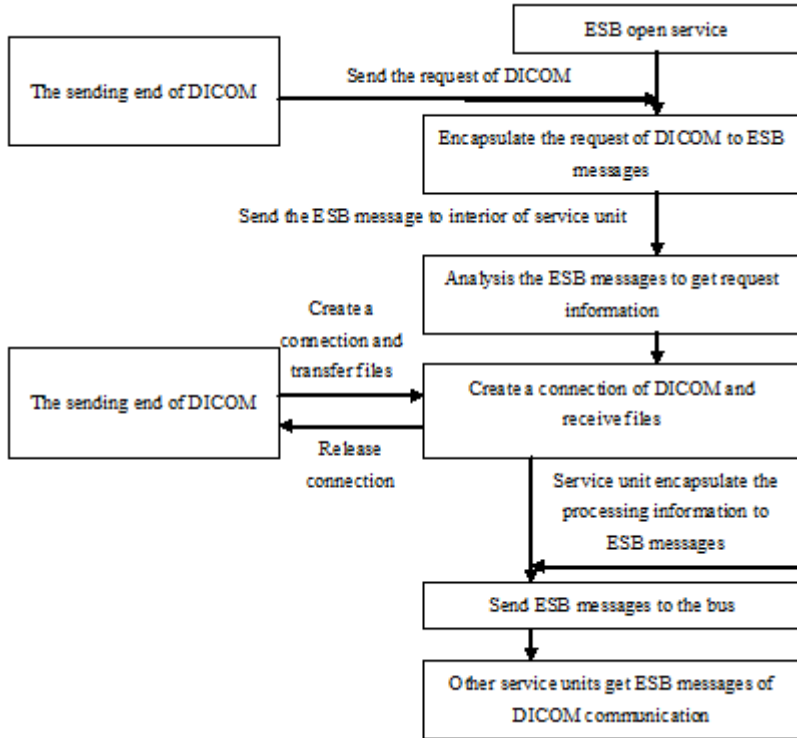 ESB open service
The sending end of DICOM
Send the request of DICOM
Encapsulate the request of DICOM to ESB
messages
Send the ESB message to interior of service unit
Analysis the ESB messages to get request
information
Create a
connection and
transfer files
The sending end of DICOM
Create a connection of DICOM and
receive files
Release
connection
Service unit encapsulate the
processing information to
ESB messages
Send ESB messages to the bus
Other service units get ESB messages of
DICOM communication